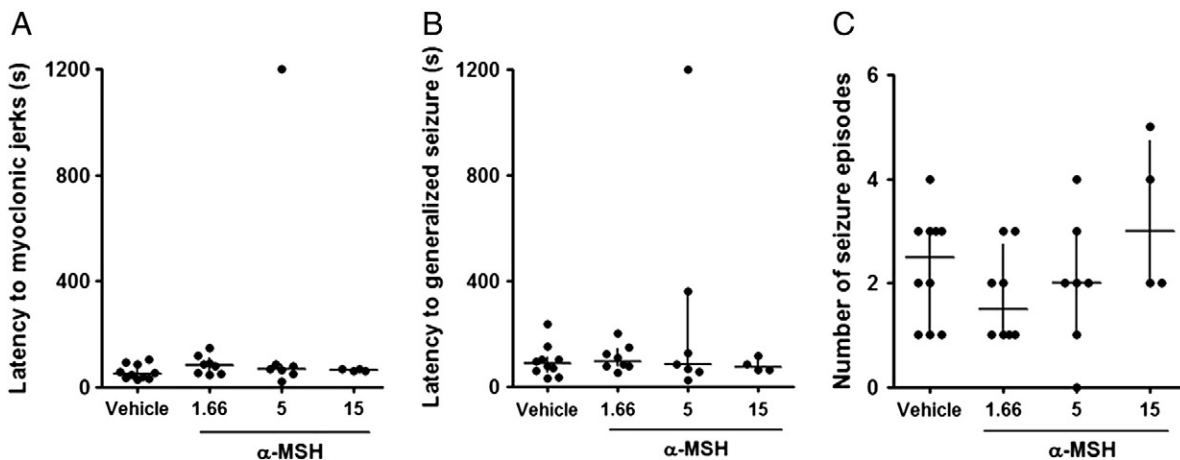 A
Latency to myoclonic jerks (s)
1200
800
400
0
Vehicle 1.66 5 15
α-MSH
B
Latency to generalized seizure (s)
1200
800
400
0
Vehicle 1.66 5 15
α-MSH
C
Number of seizure episodes
6
4
2
0
Vehicle 1.66 5 15
α-MSH